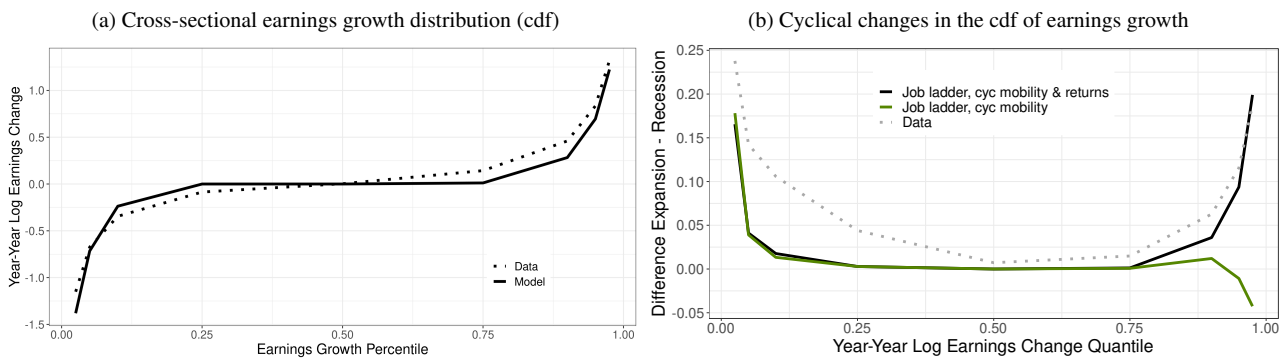 (a) Cross-sectional earnings growth distribution (cdf)
Year-Year Log Earnings Change
1.0
0.5
0.0
-0.5
-1.0
-1.5
0.00 0.25 0.50 0.75 1.00
Earnings Growth Percentile
Data
Model
(b) Cyclical changes in the cdf of earnings growth
Difference Expansion - Recession
0.25
0.20
0.15
0.10
0.05
0.00
-0.05
0.00 0.25 0.50 0.75 1.00
Year-Year Log Earnings Change Quantile
Job ladder, cyc mobility & returns
Job ladder, cyc mobility
Data